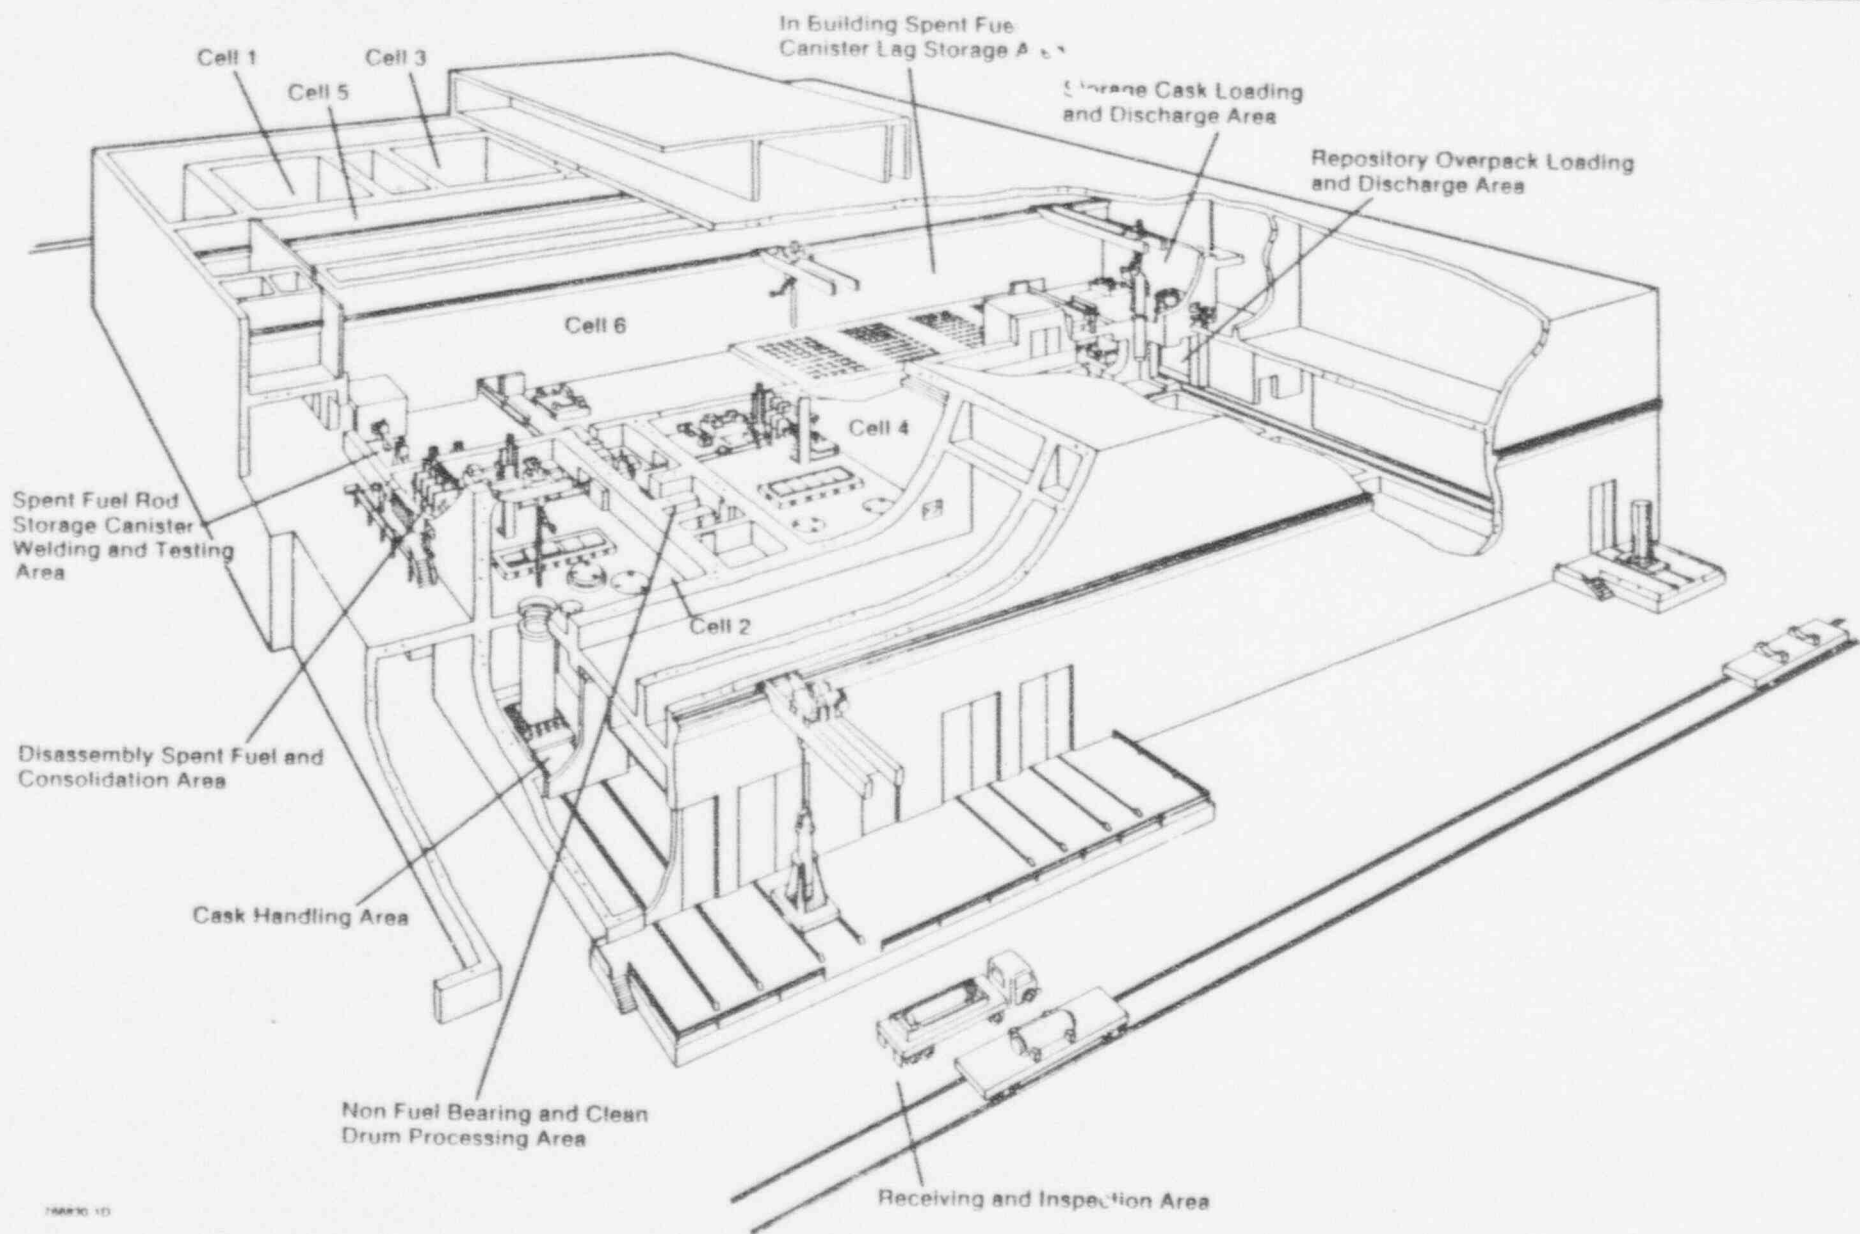 In Building Spent Fue
Canister Lag Storage
Cell 1
Cell 3
Cell 5
Cask Loading
and Discharge Area
Repository Overpack Loading
and Discharge Area
Cell 6
Cell 4
Spent Fuel Rod
Storage Canister
Welding and Testing
Area
Cell 2
Disassembly Spent Fuel and
Consolidation Area
Cask Handling Area
Non Fuel Bearing and Clean
Drum Processing Area
Receiving and Inspection Area